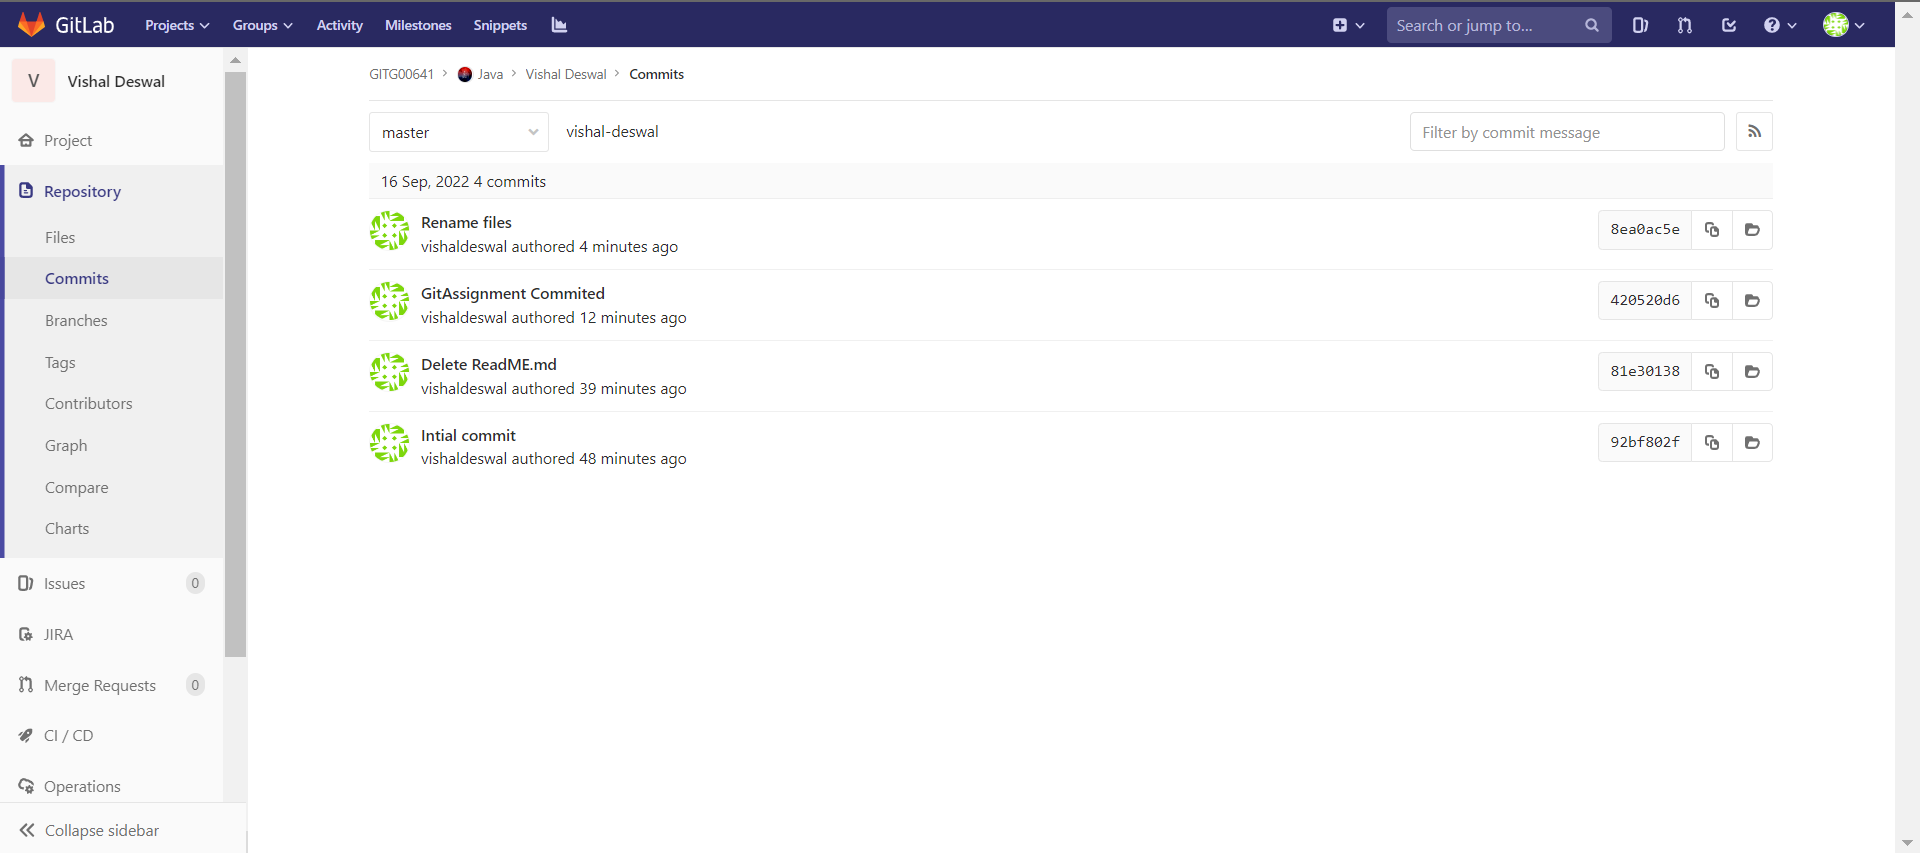 GitLab Projects Groups Activity Milestones Snippets Search or jump to...
V Vishal Deswal
Project
Repository
Files
Commits
Branches
Tags
Contributors
Graph
Compare
Charts
Issues 0
JIRA
Merge Requests 0
CI / CD
Operations
Collapse sidebar
GITG00641 Java Vishal Deswal Commits
master vishal-deswal Filter by commit message
16 Sep, 2022 4 commits
Rename files
vishaldeswal authored 4 minutes ago
8ea0ac5e
GitAssignment Commited
vishaldeswal authored 12 minutes ago
420520d6
Delete ReadME.md
vishaldeswal authored 39 minutes ago
81e30138
Intial commit
vishaldeswal authored 48 minutes ago
92bf802f